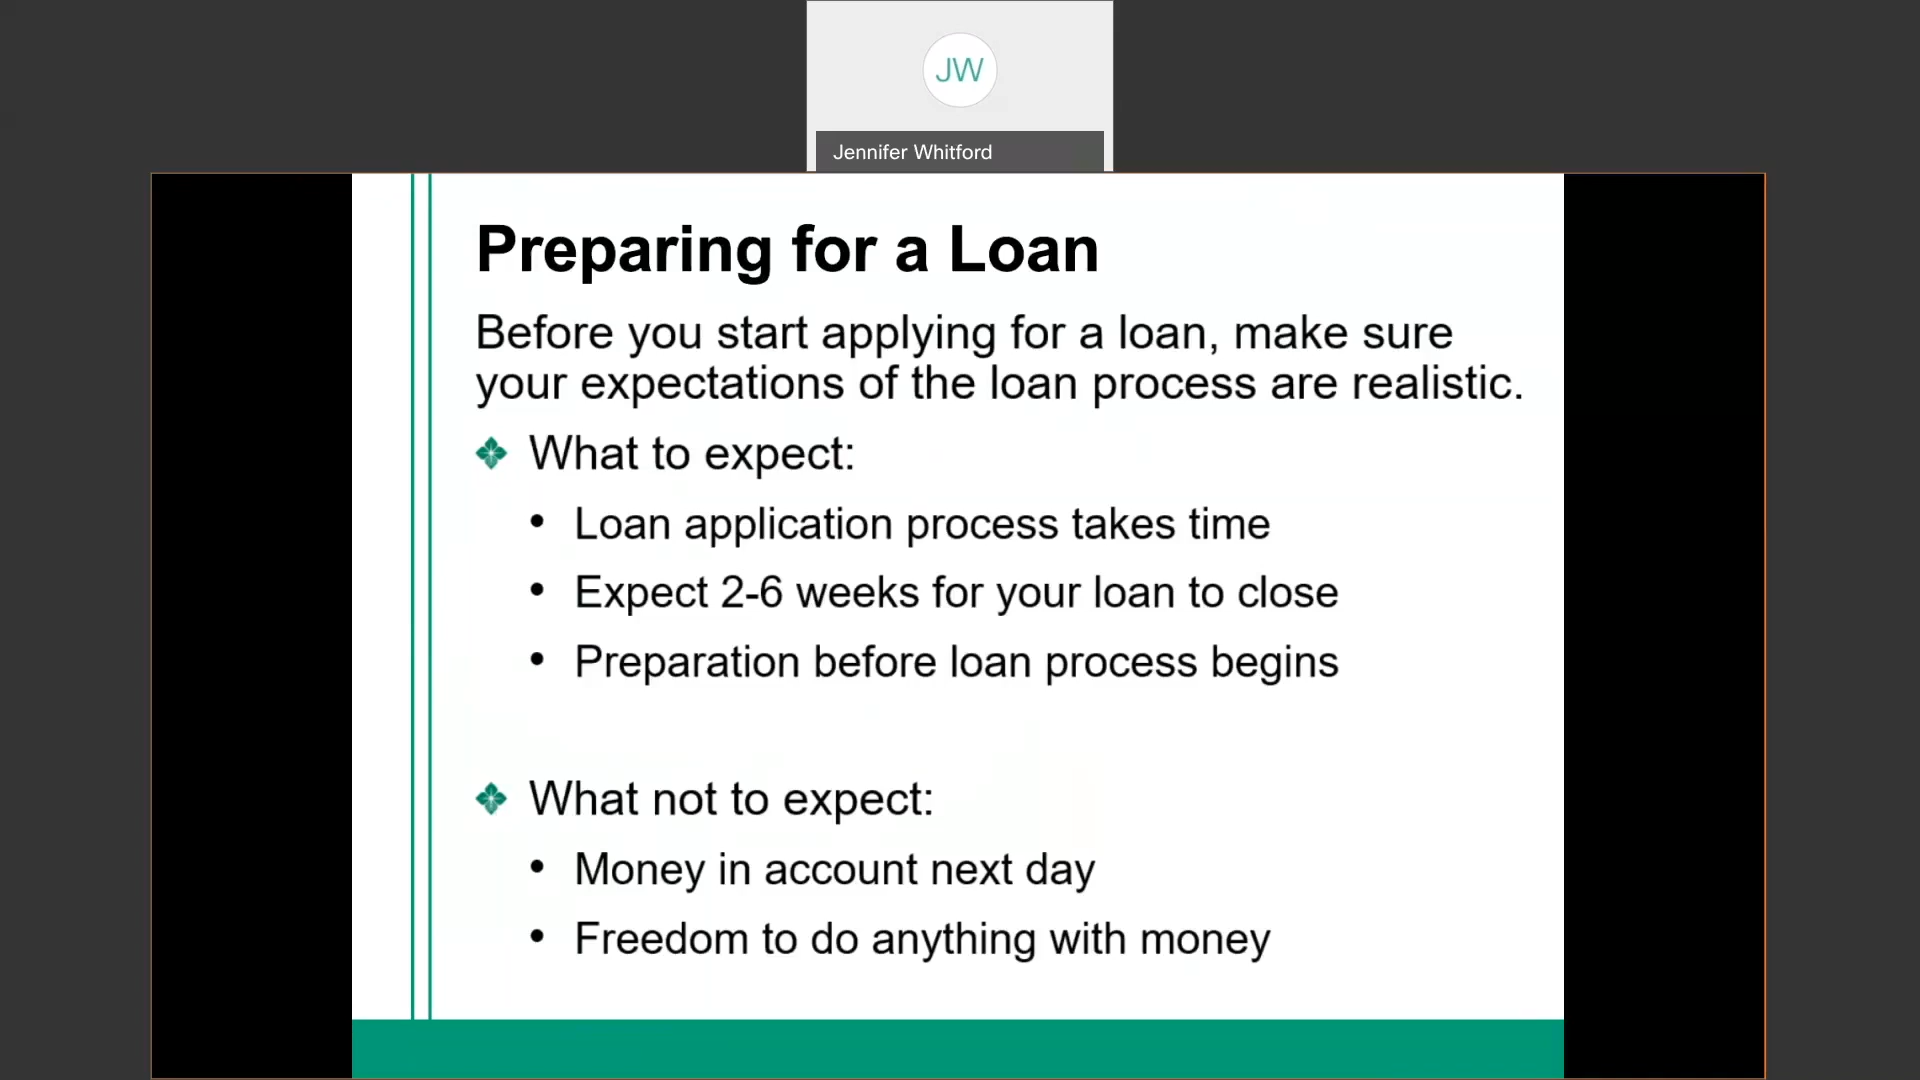 JW
Jennifer Whitford
Preparing for a Loan
Before you start applying for a loan, make sure
your expectations of the loan process are realistic.
What to expect:
• Loan application process takes time
• Expect 2-6 weeks for your loan to close
• Preparation before loan process begins
What not to expect:
• Money in account next day
• Freedom to do anything with money